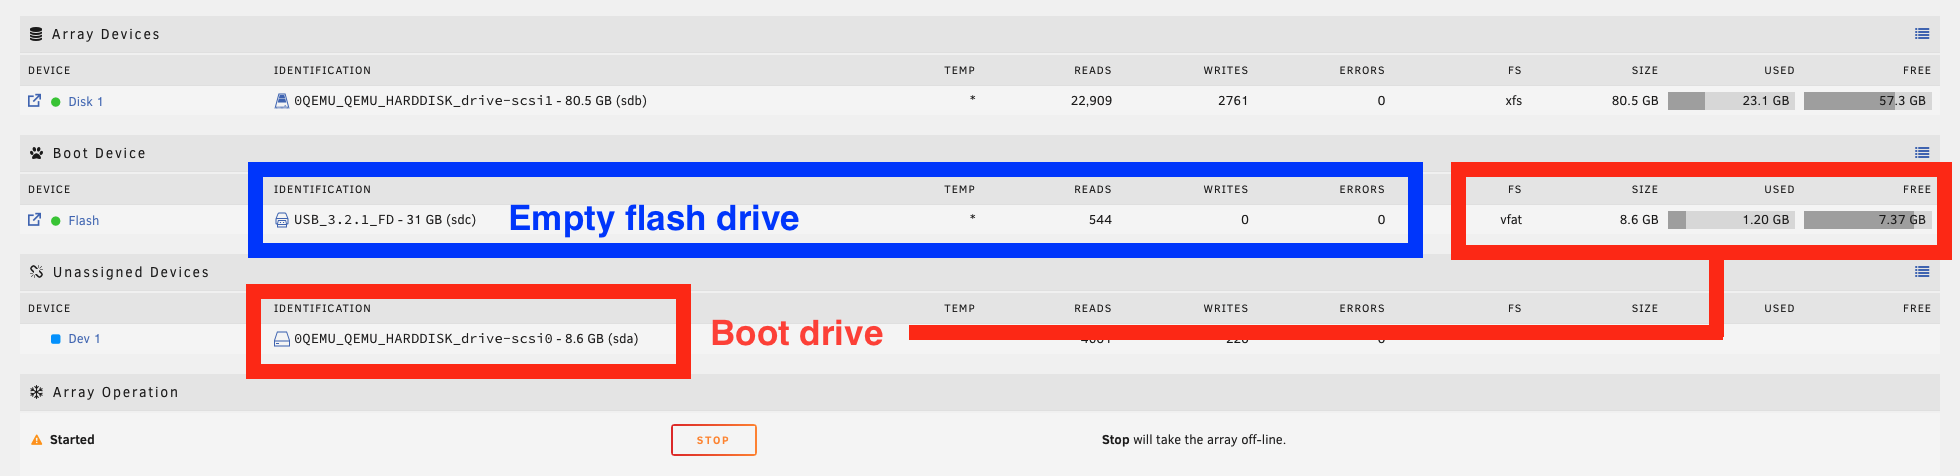 Array Devices
DEVICE IDENTIFICATION TEMP READS WRITES ERRORS FS SIZE USED FREE
Disk 1 0QEMU_QEMU_HARDDISK_drive-scsi1 - 80.5 GB (sdb) * 22,909 2761 0 xfs 80.5 GB 23.1 GB 57.3 GB
Boot Device
DEVICE IDENTIFICATION TEMP READS WRITES ERRORS FS SIZE USED FREE
Flash USB_3.2.1_FD - 31 GB (sdc) Empty flash drive * 544 0 0 vfat 8.6 GB 1.20 GB 7.37 GB
Unassigned Devices
DEVICE IDENTIFICATION TEMP READS WRITES ERRORS FS SIZE USED FREE
Dev 1 0QEMU_QEMU_HARDDISK_drive-scsi0 - 8.6 GB (sda) Boot drive
Array Operation
Started STOP Stop will take the array off-line.